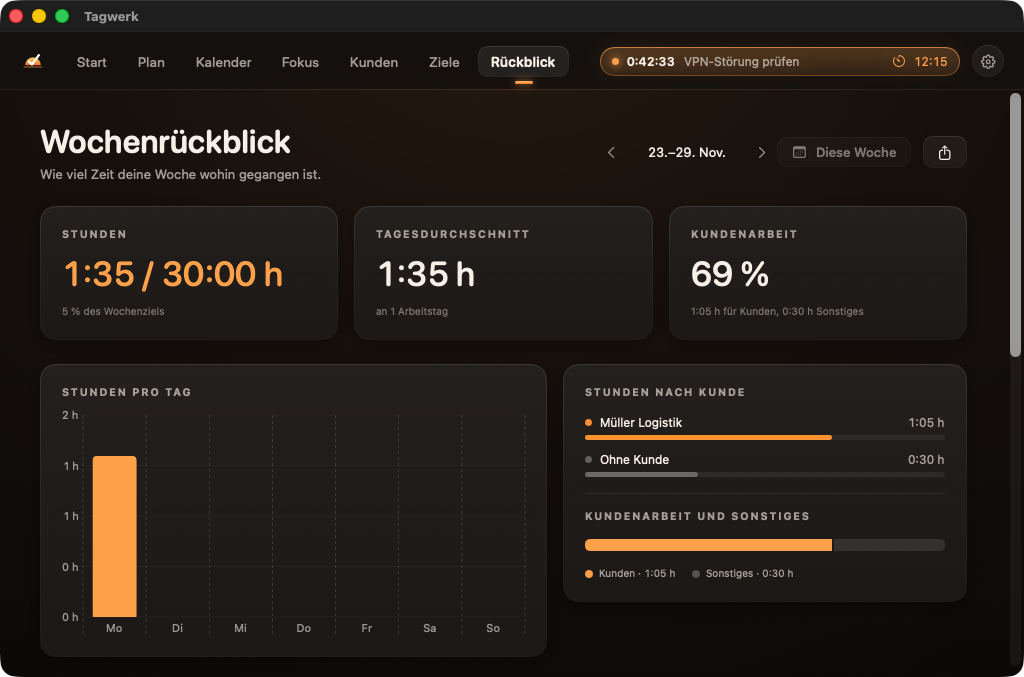 Tagwerk
Start Plan Kalender Fokus Kunden Ziele Rückblick 0:42:33 VPN-Störung prüfen 12:15
Wochenrückblick
23.–29. Nov. Diese Woche
Wie viel Zeit deine Woche wohin gegangen ist.
STUNDEN
1:35 / 30:00 h
5 % des Wochenziels
TAGESDURCHSCHNITT
1:35 h
an 1 Arbeitstag
KUNDENARBEIT
69 %
1:05 h für Kunden, 0:30 h Sonstiges
STUNDEN PRO TAG
2 h
1 h
1 h
0 h
0 h
Mo Di Mi Do Fr Sa So
STUNDEN NACH KUNDE
Müller Logistik 1:05 h
Ohne Kunde 0:30 h
KUNDENARBEIT UND SONSTIGES
Kunden · 1:05 h Sonstiges · 0:30 h